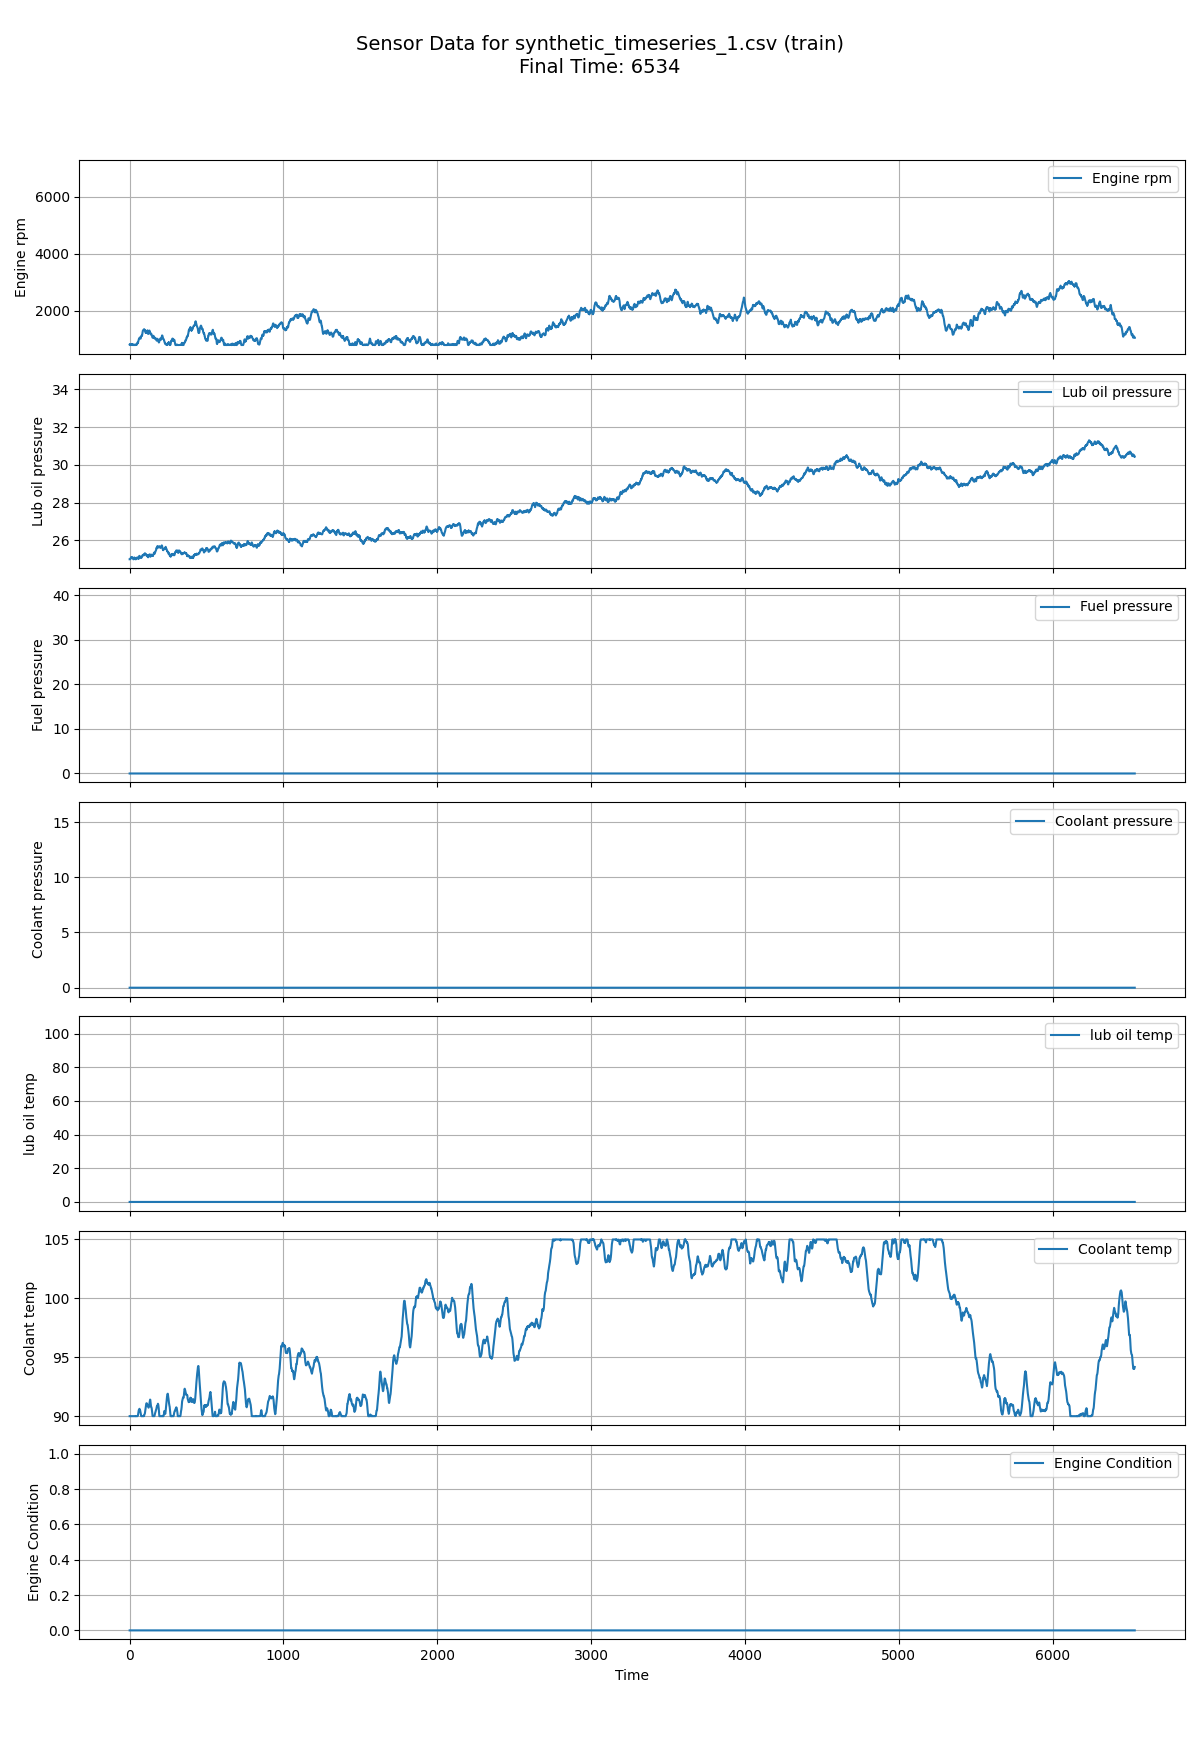 Sensor Data for synthetic_timeseries_1.csv (train)
Final Time: 6534
Engine rpm
6000
4000
2000
Engine rpm
Lub oil pressure
34
32
30
28
26
Lub oil pressure
Fuel pressure
40
30
20
10
0
Fuel pressure
Coolant pressure
15
10
5
0
Coolant pressure
lub oil temp
100
80
60
40
20
0
lub oil temp
Coolant temp
105
100
95
90
Coolant temp
Engine Condition
1.0
0.8
0.6
0.4
0.2
0.0
Engine Condition
0 1000 2000 3000 4000 5000 6000
Time